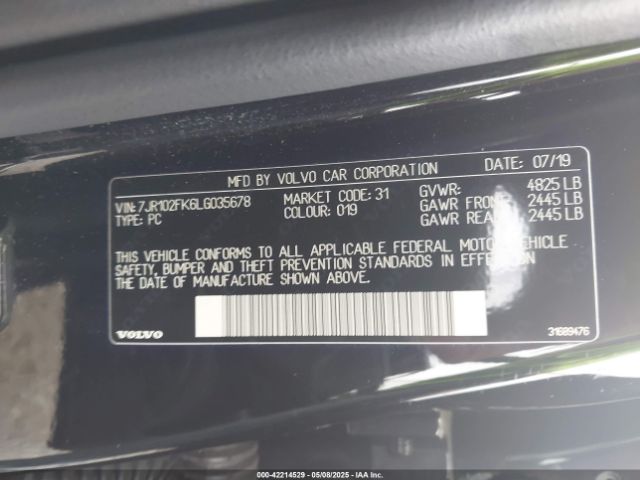 MFD BY VOLVO CAR CORPORATION DATE: 07/19
VIN:7JR102FK6LG035678 MARKET CODE: 31 GVWR: 4825 LB
TYPE: PC COLOUR: 019 GAWR FRONT: 2445 LB
GAWR REAR: 2445 LB
THIS VEHICLE CONFORMS TO ALL APPLICABLE FEDERAL MOTOR VEHICLE
SAFETY, BUMPER AND THEFT PREVENTION STANDARDS IN EFFECT ON
THE DATE OF MANUFACTURE SHOWN ABOVE.
VOLVO 31689476
000-42214529 - 05/08/2025 - IAAI.com